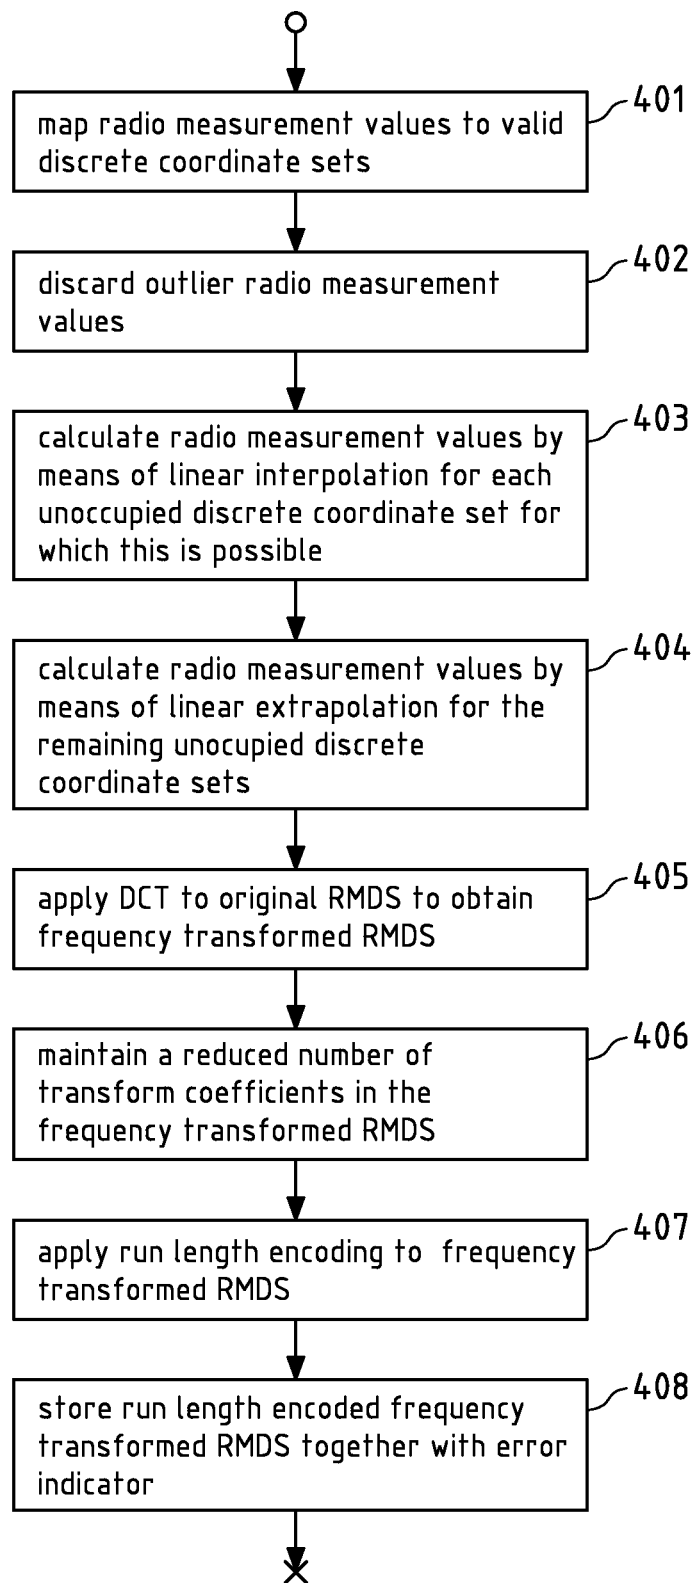 401
map radio measurement values to valid
discrete coordinate sets
402
discard outlier radio measurement
values
403
calculate radio measurement values by
means of linear interpolation for each
unoccupied discrete coordinate set for
which this is possible
404
calculate radio measurement values by
means of linear extrapolation for the
remaining unocupied discrete
coordinate sets
405
apply DCT to original RMDS to obtain
frequency transformed RMDS
406
maintain a reduced number of
transform coefficients in the
frequency transformed RMDS
407
apply run length encoding to frequency
transformed RMDS
408
store run length encoded frequency
transformed RMDS together with error
indicator